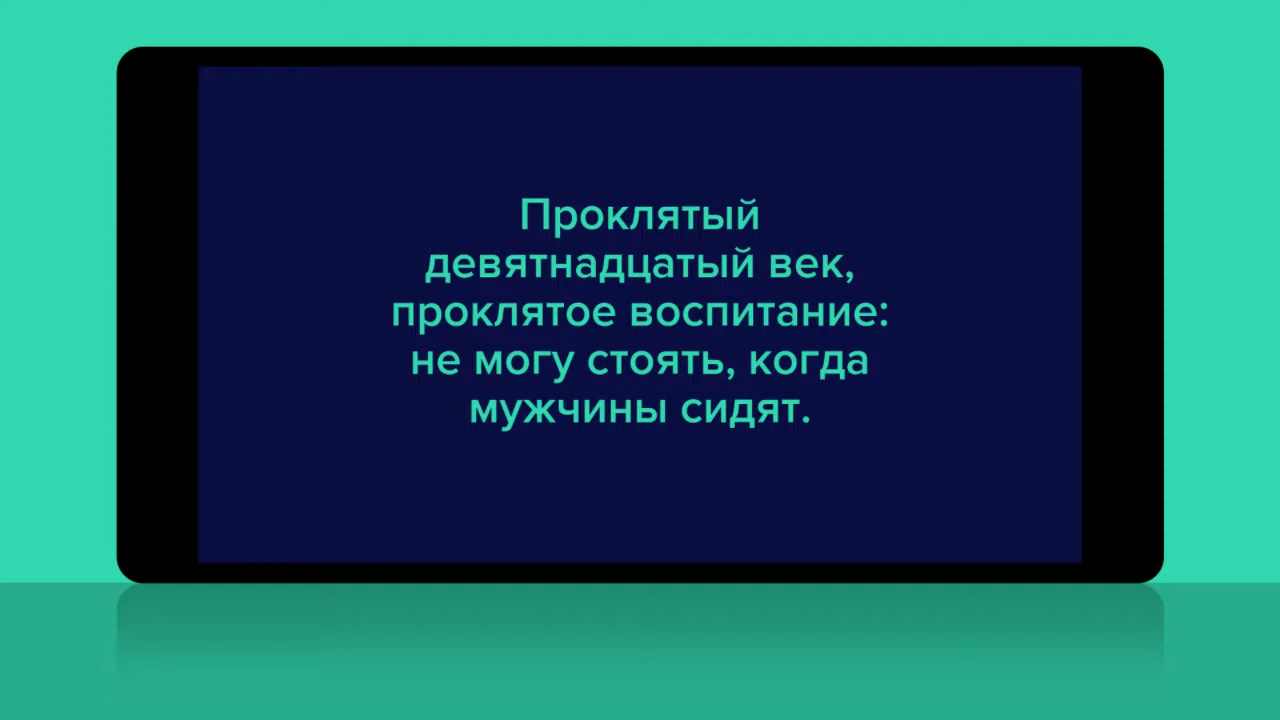 Проклятый
девятнадцатый век,
проклятое воспитание:
не могу стоять, когда
мужчины сидят.